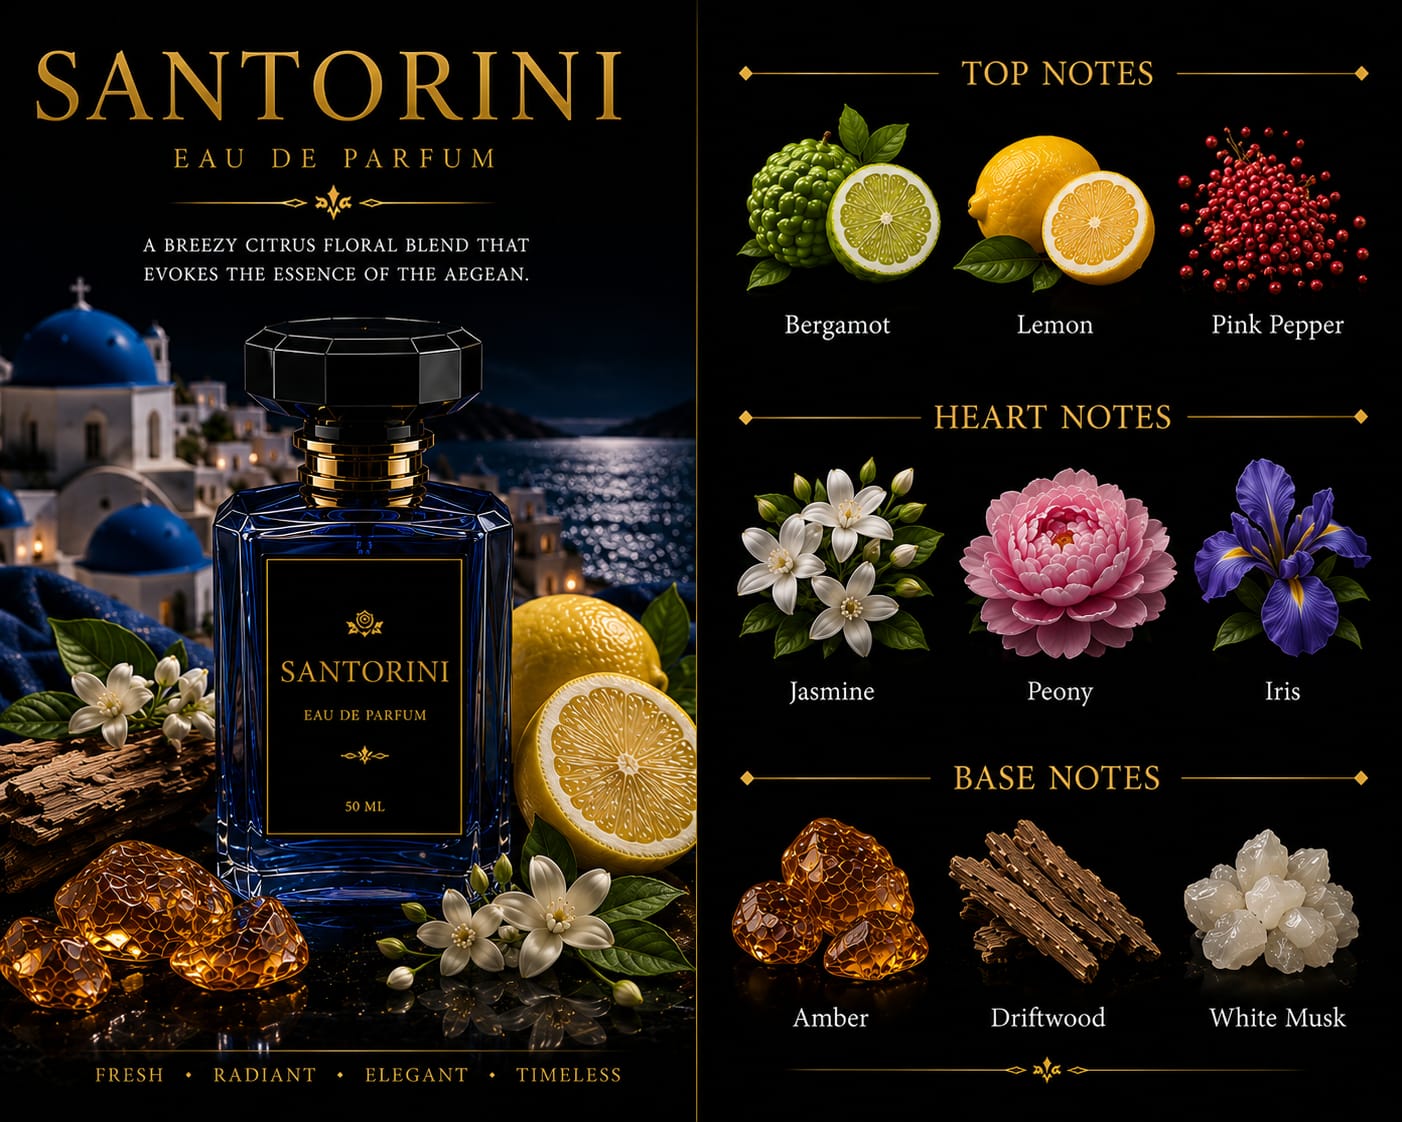 SANTORINI
EAU DE PARFUM
A BREEZY CITRUS FLORAL BLEND THAT
EVOKES THE ESSENCE OF THE AEGEAN.
SANTORINI
EAU DE PARFUM
50 ML
FRESH • RADIANT • ELEGANT • TIMELESS
TOP NOTES
Bergamot
Lemon
Pink Pepper
HEART NOTES
Jasmine
Peony
Iris
BASE NOTES
Amber
Driftwood
White Musk